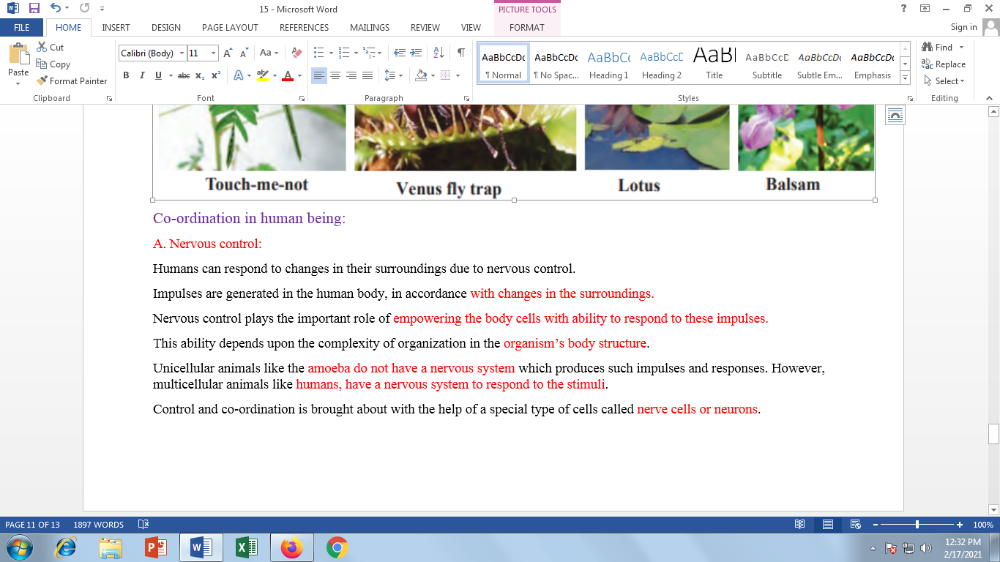 15 - Microsoft Word
PICTURE TOOLS
?
FILE
HOME
INSERT
DESIGN
PAGE LAYOUT
REFERENCES
MAILINGS
REVIEW
VIEW
FORMAT
Sign in
Paste
Cut
Copy
Format Painter
Clipboard
Calibri (Body)
11
A A Aa
B I U abc x₂ x² A ab A
Font
Paragraph
AaBbCcDc AaBbCcDc AaBbCc AaBbCcD AaBl AaBbCcD AaBbCcDc AaBbCcDc
¶ Normal ¶ No Spac... Heading 1 Heading 2 Title Subtitle Subtle Em... Emphasis
Styles
Find
Replace
Select
Editing
Touch-me-not Venus fly trap Lotus Balsam
Co-ordination in human being:
A. Nervous control:
Humans can respond to changes in their surroundings due to nervous control.
Impulses are generated in the human body, in accordance with changes in the surroundings.
Nervous control plays the important role of empowering the body cells with ability to respond to these impulses.
This ability depends upon the complexity of organization in the organism's body structure.
Unicellular animals like the amoeba do not have a nervous system which produces such impulses and responses. However,
multicellular animals like humans, have a nervous system to respond to the stimuli.
Control and co-ordination is brought about with the help of a special type of cells called nerve cells or neurons.
PAGE 11 OF 13 1897 WORDS
100%
12:32 PM
2/17/2021